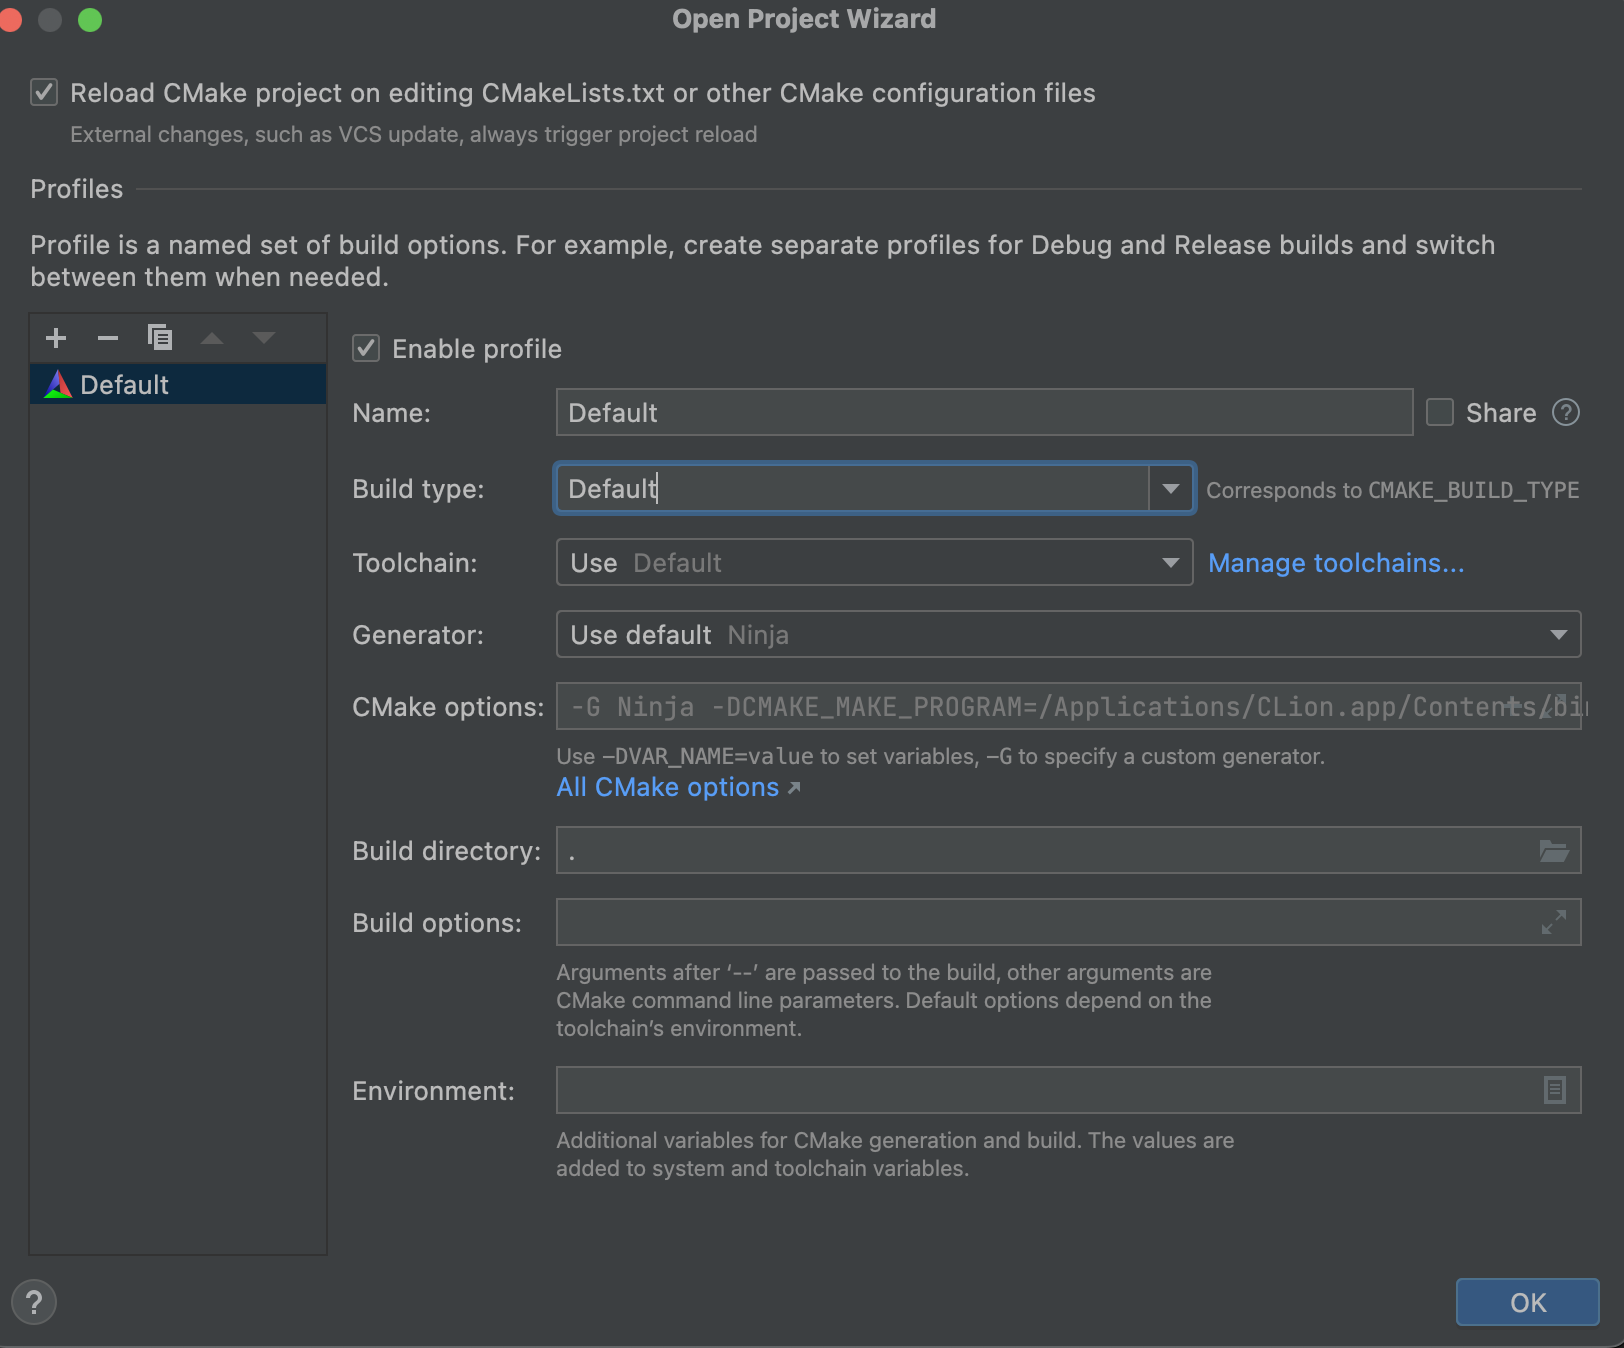 Open Project Wizard
Reload CMake project on editing CMakeLists.txt or other CMake configuration files
External changes, such as VCS update, always trigger project reload
Profiles
Profile is a named set of build options. For example, create separate profiles for Debug and Release builds and switch
between them when needed.
Default
Enable profile
Name: Default Share ?
Build type: Default Corresponds to CMAKE_BUILD_TYPE
Toolchain: Use Default Manage toolchains...
Generator: Use default Ninja
CMake options: -G Ninja -DCMAKE_MAKE_PROGRAM=/Applications/CLion.app/Contents/bin
Use –DVAR_NAME=value to set variables, –G to specify a custom generator.
All CMake options
Build directory: .
Build options:
Arguments after ‘--’ are passed to the build, other arguments are
CMake command line parameters. Default options depend on the
toolchain’s environment.
Environment:
Additional variables for CMake generation and build. The values are
added to system and toolchain variables.
? OK